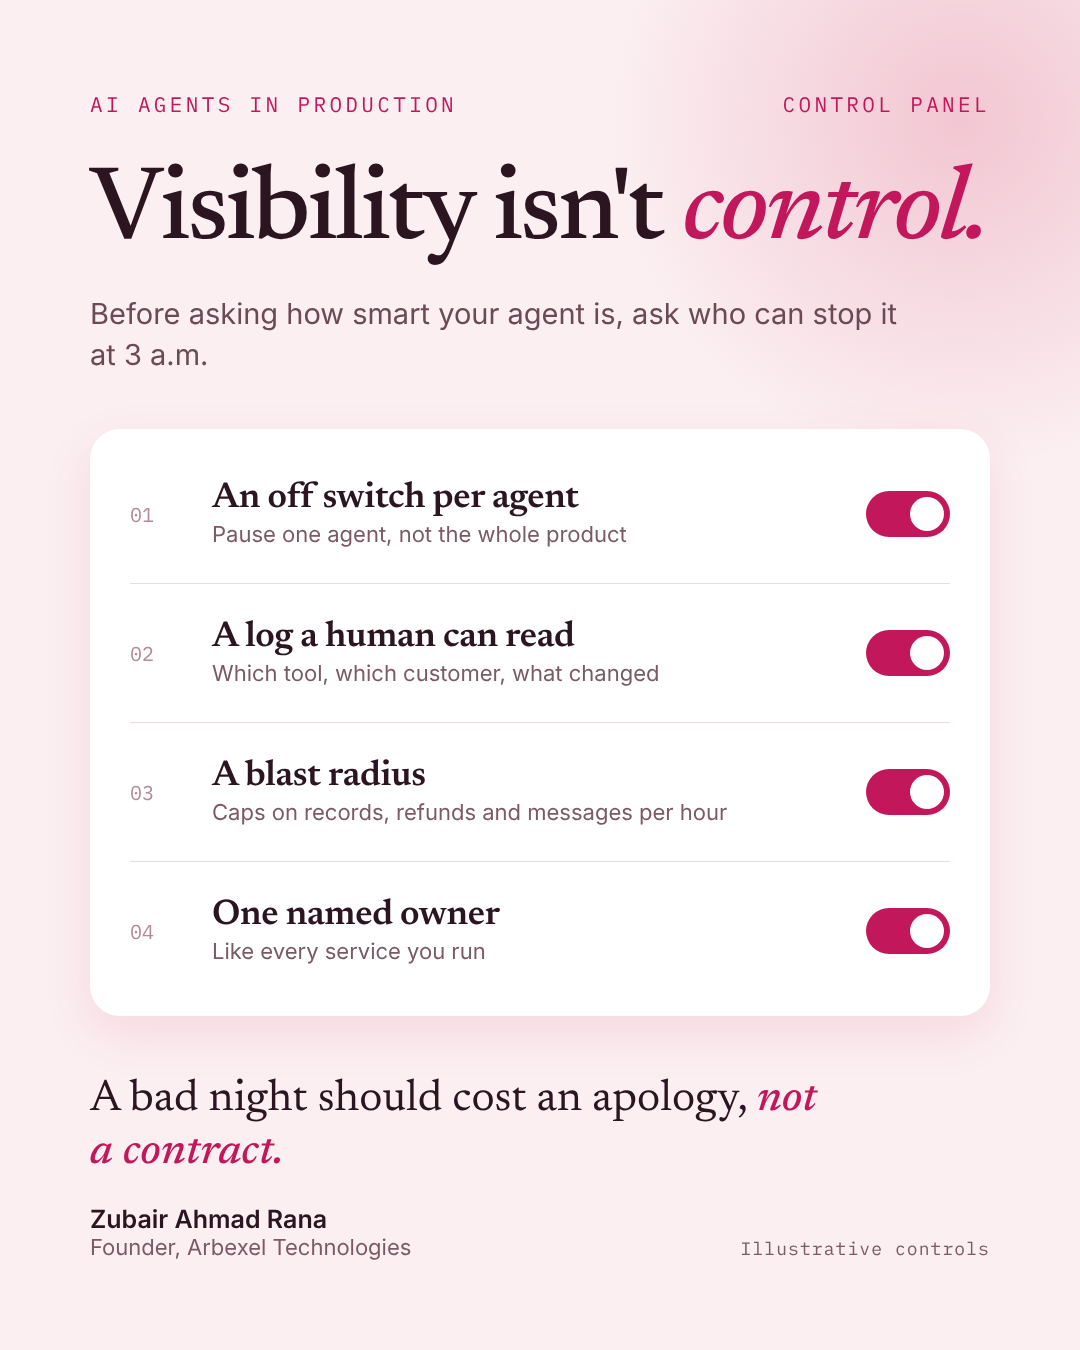 AI AGENTS IN PRODUCTION
CONTROL PANEL
Visibility isn't control.
Before asking how smart your agent is, ask who can stop it
at 3 a.m.
01
An off switch per agent
Pause one agent, not the whole product
02
A log a human can read
Which tool, which customer, what changed
03
A blast radius
Caps on records, refunds and messages per hour
04
One named owner
Like every service you run
A bad night should cost an apology, not
a contract.
Zubair Ahmad Rana
Founder, Arbexel Technologies
Illustrative controls